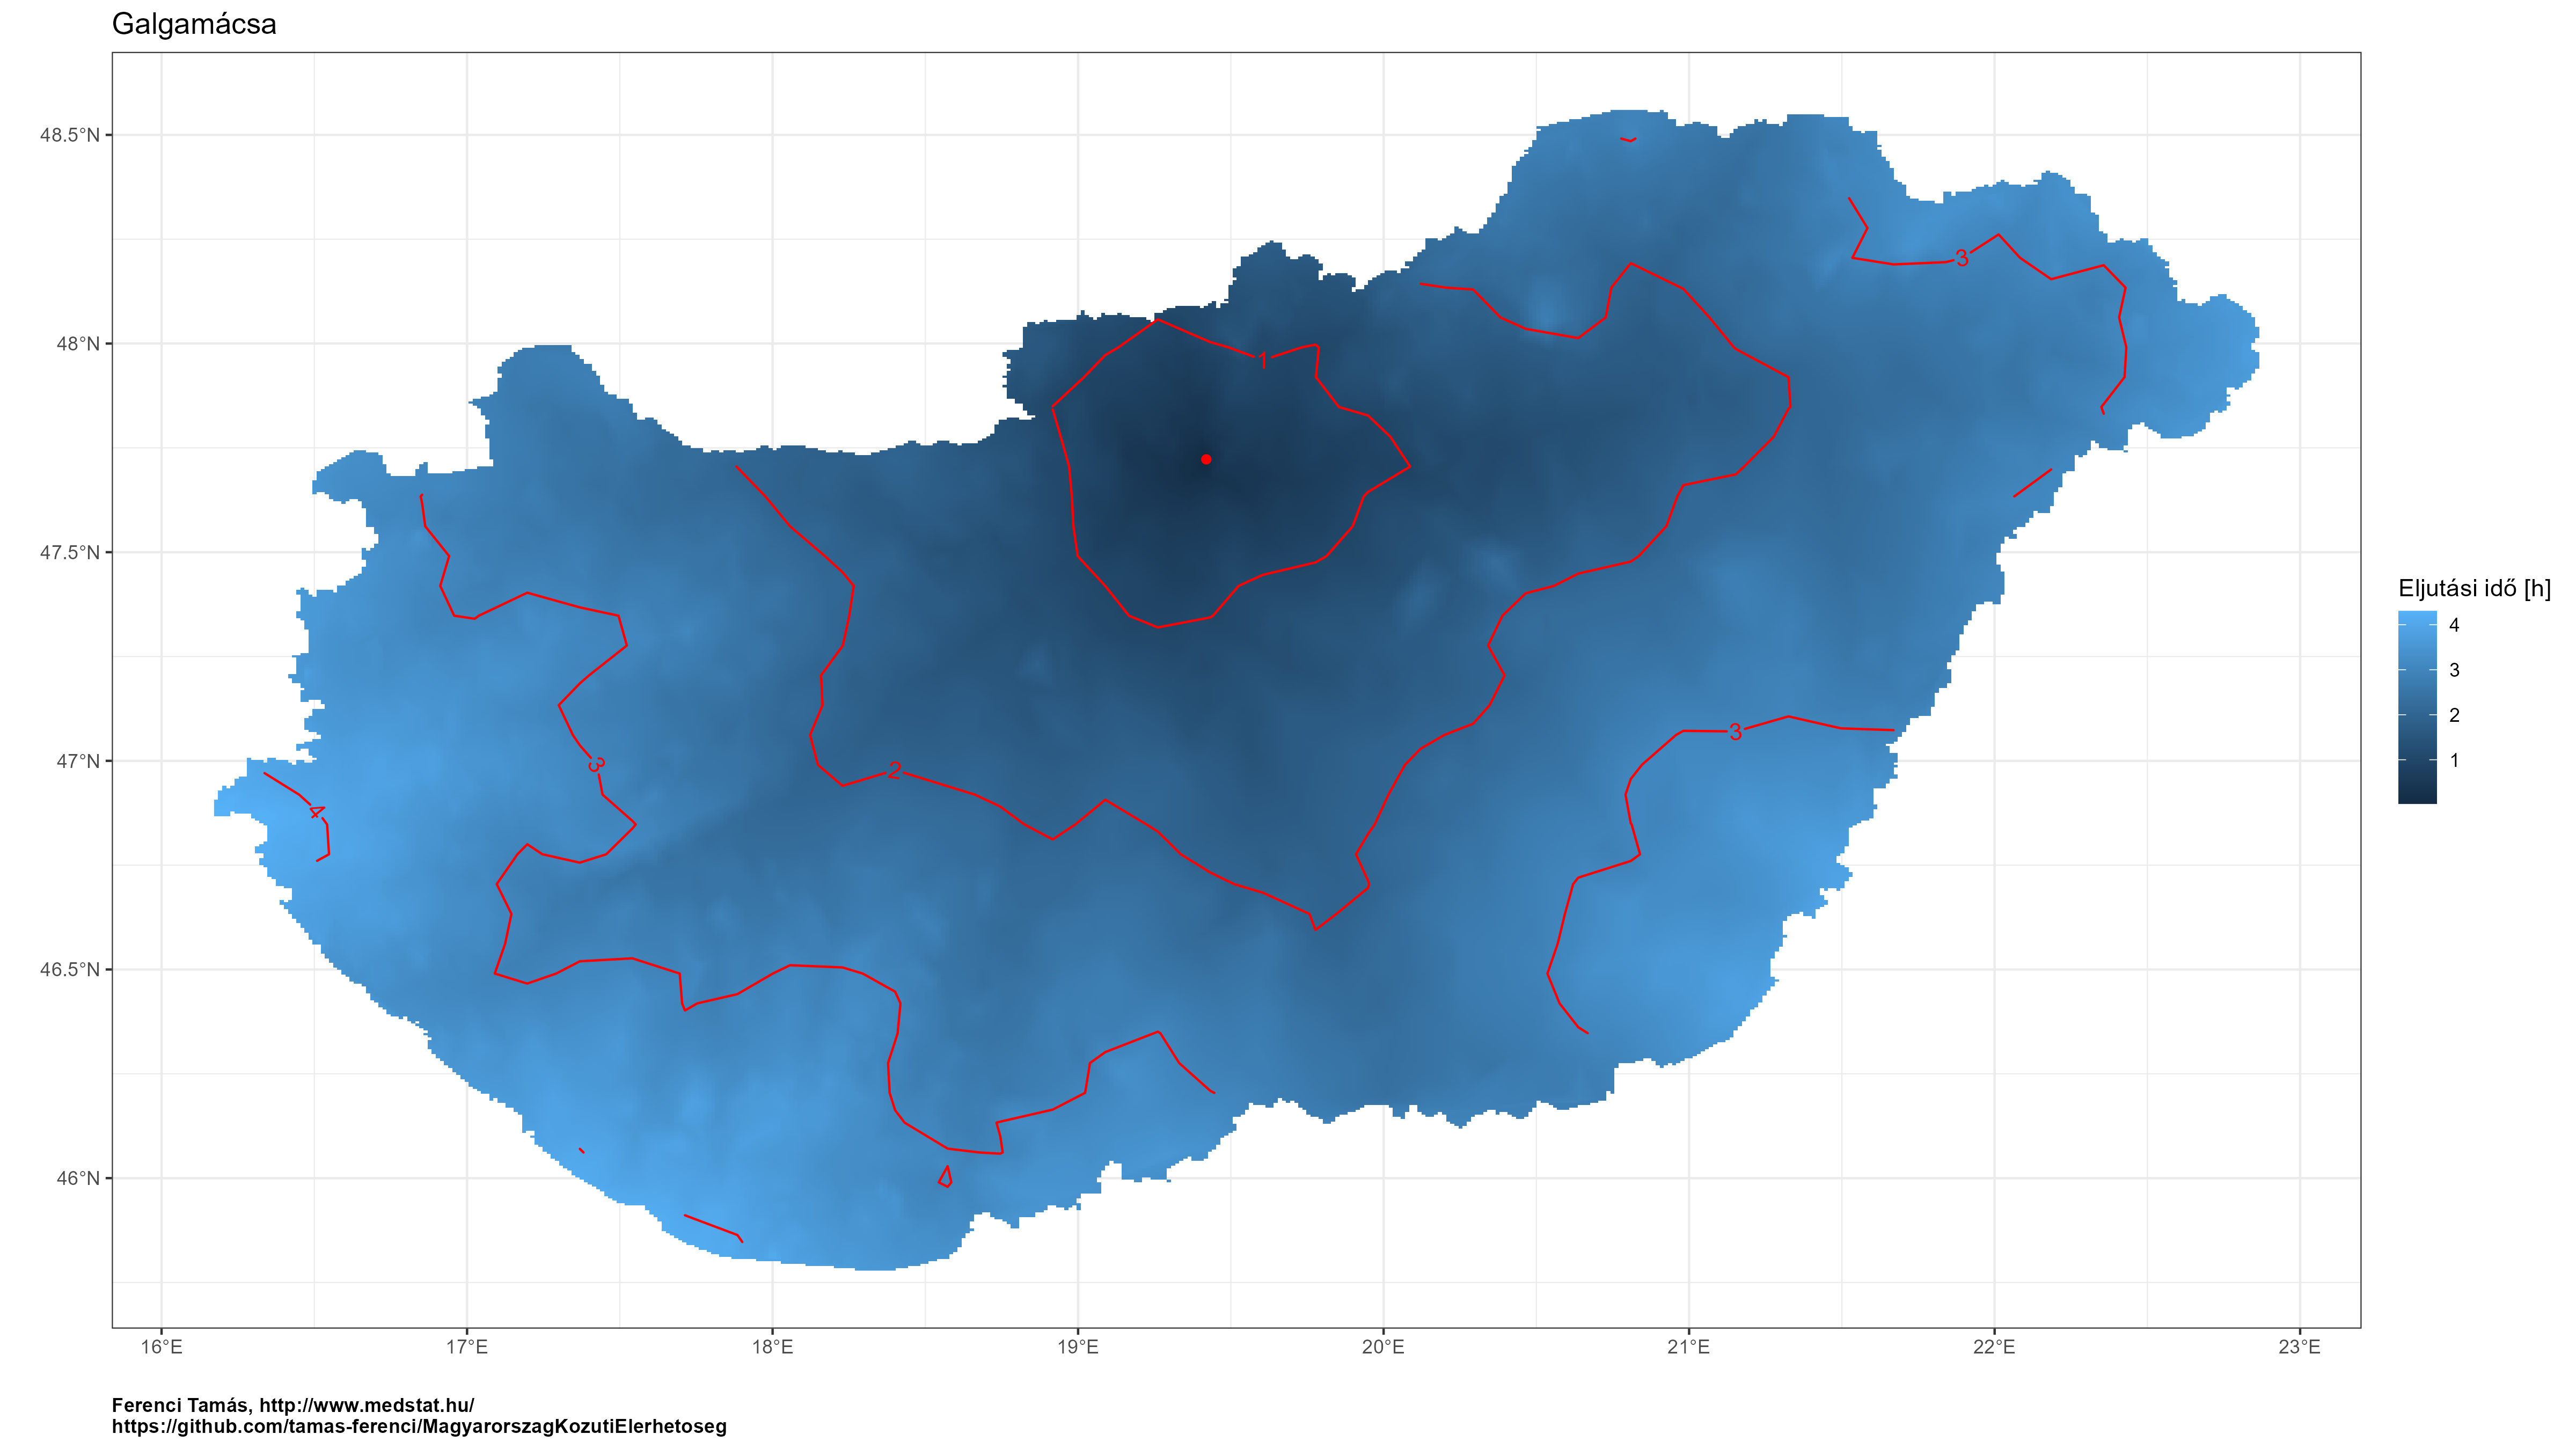 Galgamácsa
48.5°N
48°N
47.5°N
47°N
46.5°N
46°N
16°E
17°E
18°E
19°E
20°E
21°E
22°E
23°E
1
2
3
3
3
4
Eljutási idő [h]
4
3
2
1
Ferenci Tamás, http://www.medstat.hu/
https://github.com/tamas-ferenci/MagyarorszagKozutiElerhetoseg